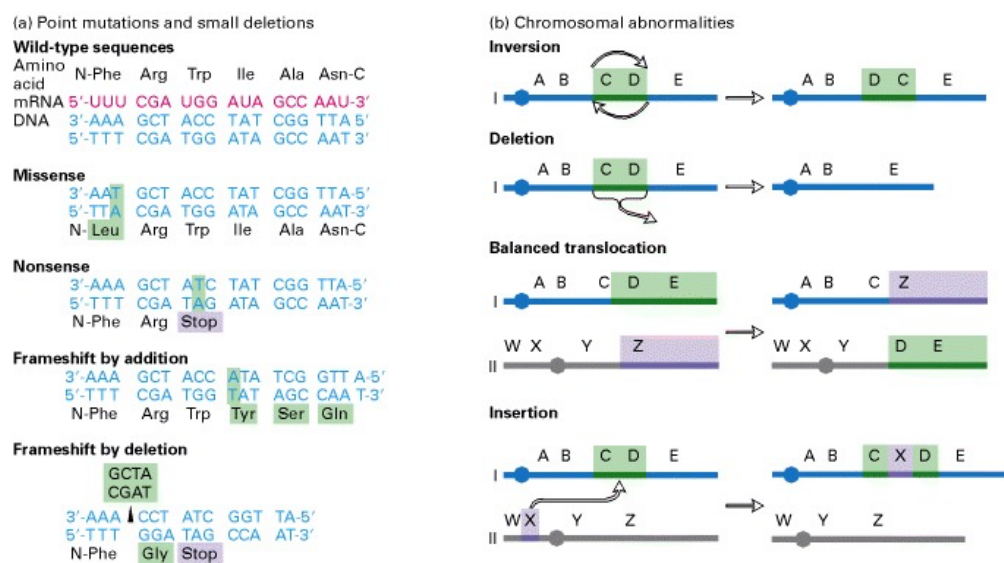 (a) Point mutations and small deletions
Wild-type sequences
Amino acid N-Phe Arg Trp Ile Ala Asn-C
mRNA 5'-UUU CGA UGG AUA GCC AAU-3'
DNA 3'-AAA GCT ACC TAT CGG TTA 5'
5'-TTT CGA TGG ATA GCC AAT 3'
Missense
3'-AAT GCT ACC TAT CGG TTA-5'
5'-TTA CGA TGG ATA GCC AAT-3'
N-Leu Arg Trp Ile Ala Asn-C
Nonsense
3'-AAA GCT ATC TAT CGG TTA-5'
5'-TTT CGA TAG ATA GCC AAT-3'
N-Phe Arg Stop
Frameshift by addition
3'-AAA GCT ACC ATA TCG GTT A-5'
5'-TTT CGA TGG TAT AGC CAA T-3'
N-Phe Arg Trp Tyr Ser Gln
Frameshift by deletion
GCTA
CGAT
3'-AAA CCT ATC GGT TA-5'
5'-TTT GGA TAG CCA AT-3'
N-Phe Gly Stop
(b) Chromosomal abnormalities
Inversion
A B C D E
I
A B D C E
Deletion
A B C D E
I
A B E
Balanced translocation
A B C D E
I
A B C Z
W X Y Z
II
W X Y D E
Insertion
A B C D E
I
A B C X D E
W X Y Z
II
W Y Z